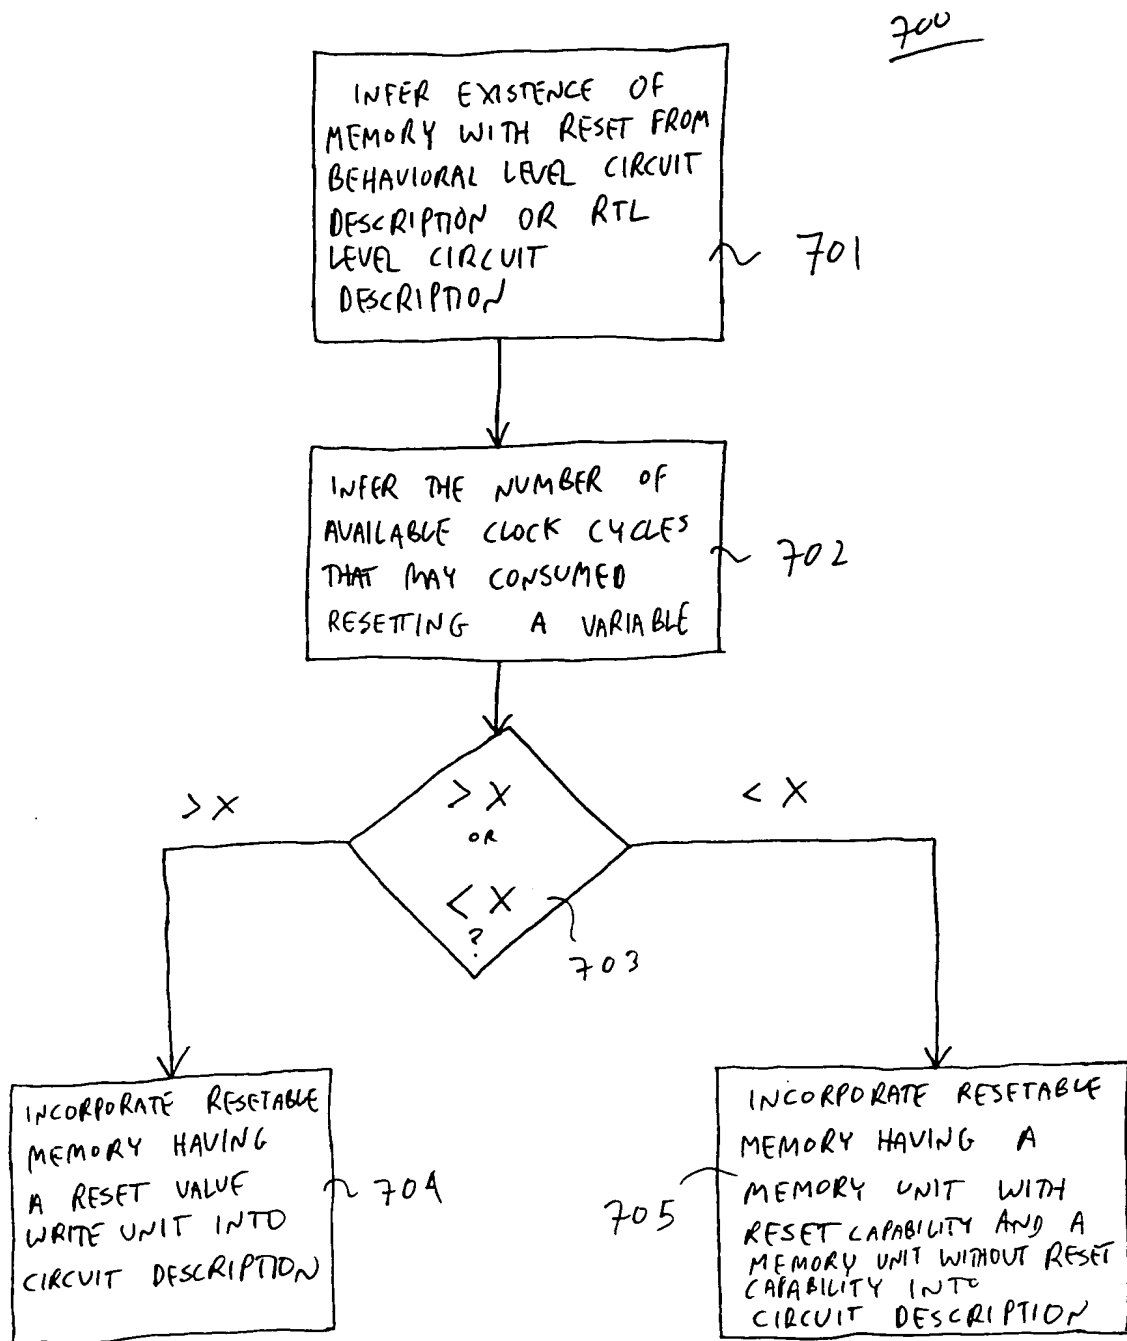 700
INFER EXISTENCE OF
MEMORY WITH RESET FROM
BEHAVIORAL LEVEL CIRCUIT
DESCRIPTION OR RTL
LEVEL CIRCUIT
DESCRIPTION
701
INFER THE NUMBER OF
AVAILABLE CLOCK CYCLES
THAT MAY CONSUMED
RESETTING A VARIABLE
702
> X
> X
OR
< X
?
< X
703
INCORPORATE RESETABLE
MEMORY HAVING
A RESET VALUE
WRITE UNIT INTO
CIRCUIT DESCRIPTION
704
705
INCORPORATE RESETABLE
MEMORY HAVING A
MEMORY UNIT WITH
RESET CAPABILITY AND A
MEMORY UNIT WITHOUT RESET
CAPABILITY INTO
CIRCUIT DESCRIPTION